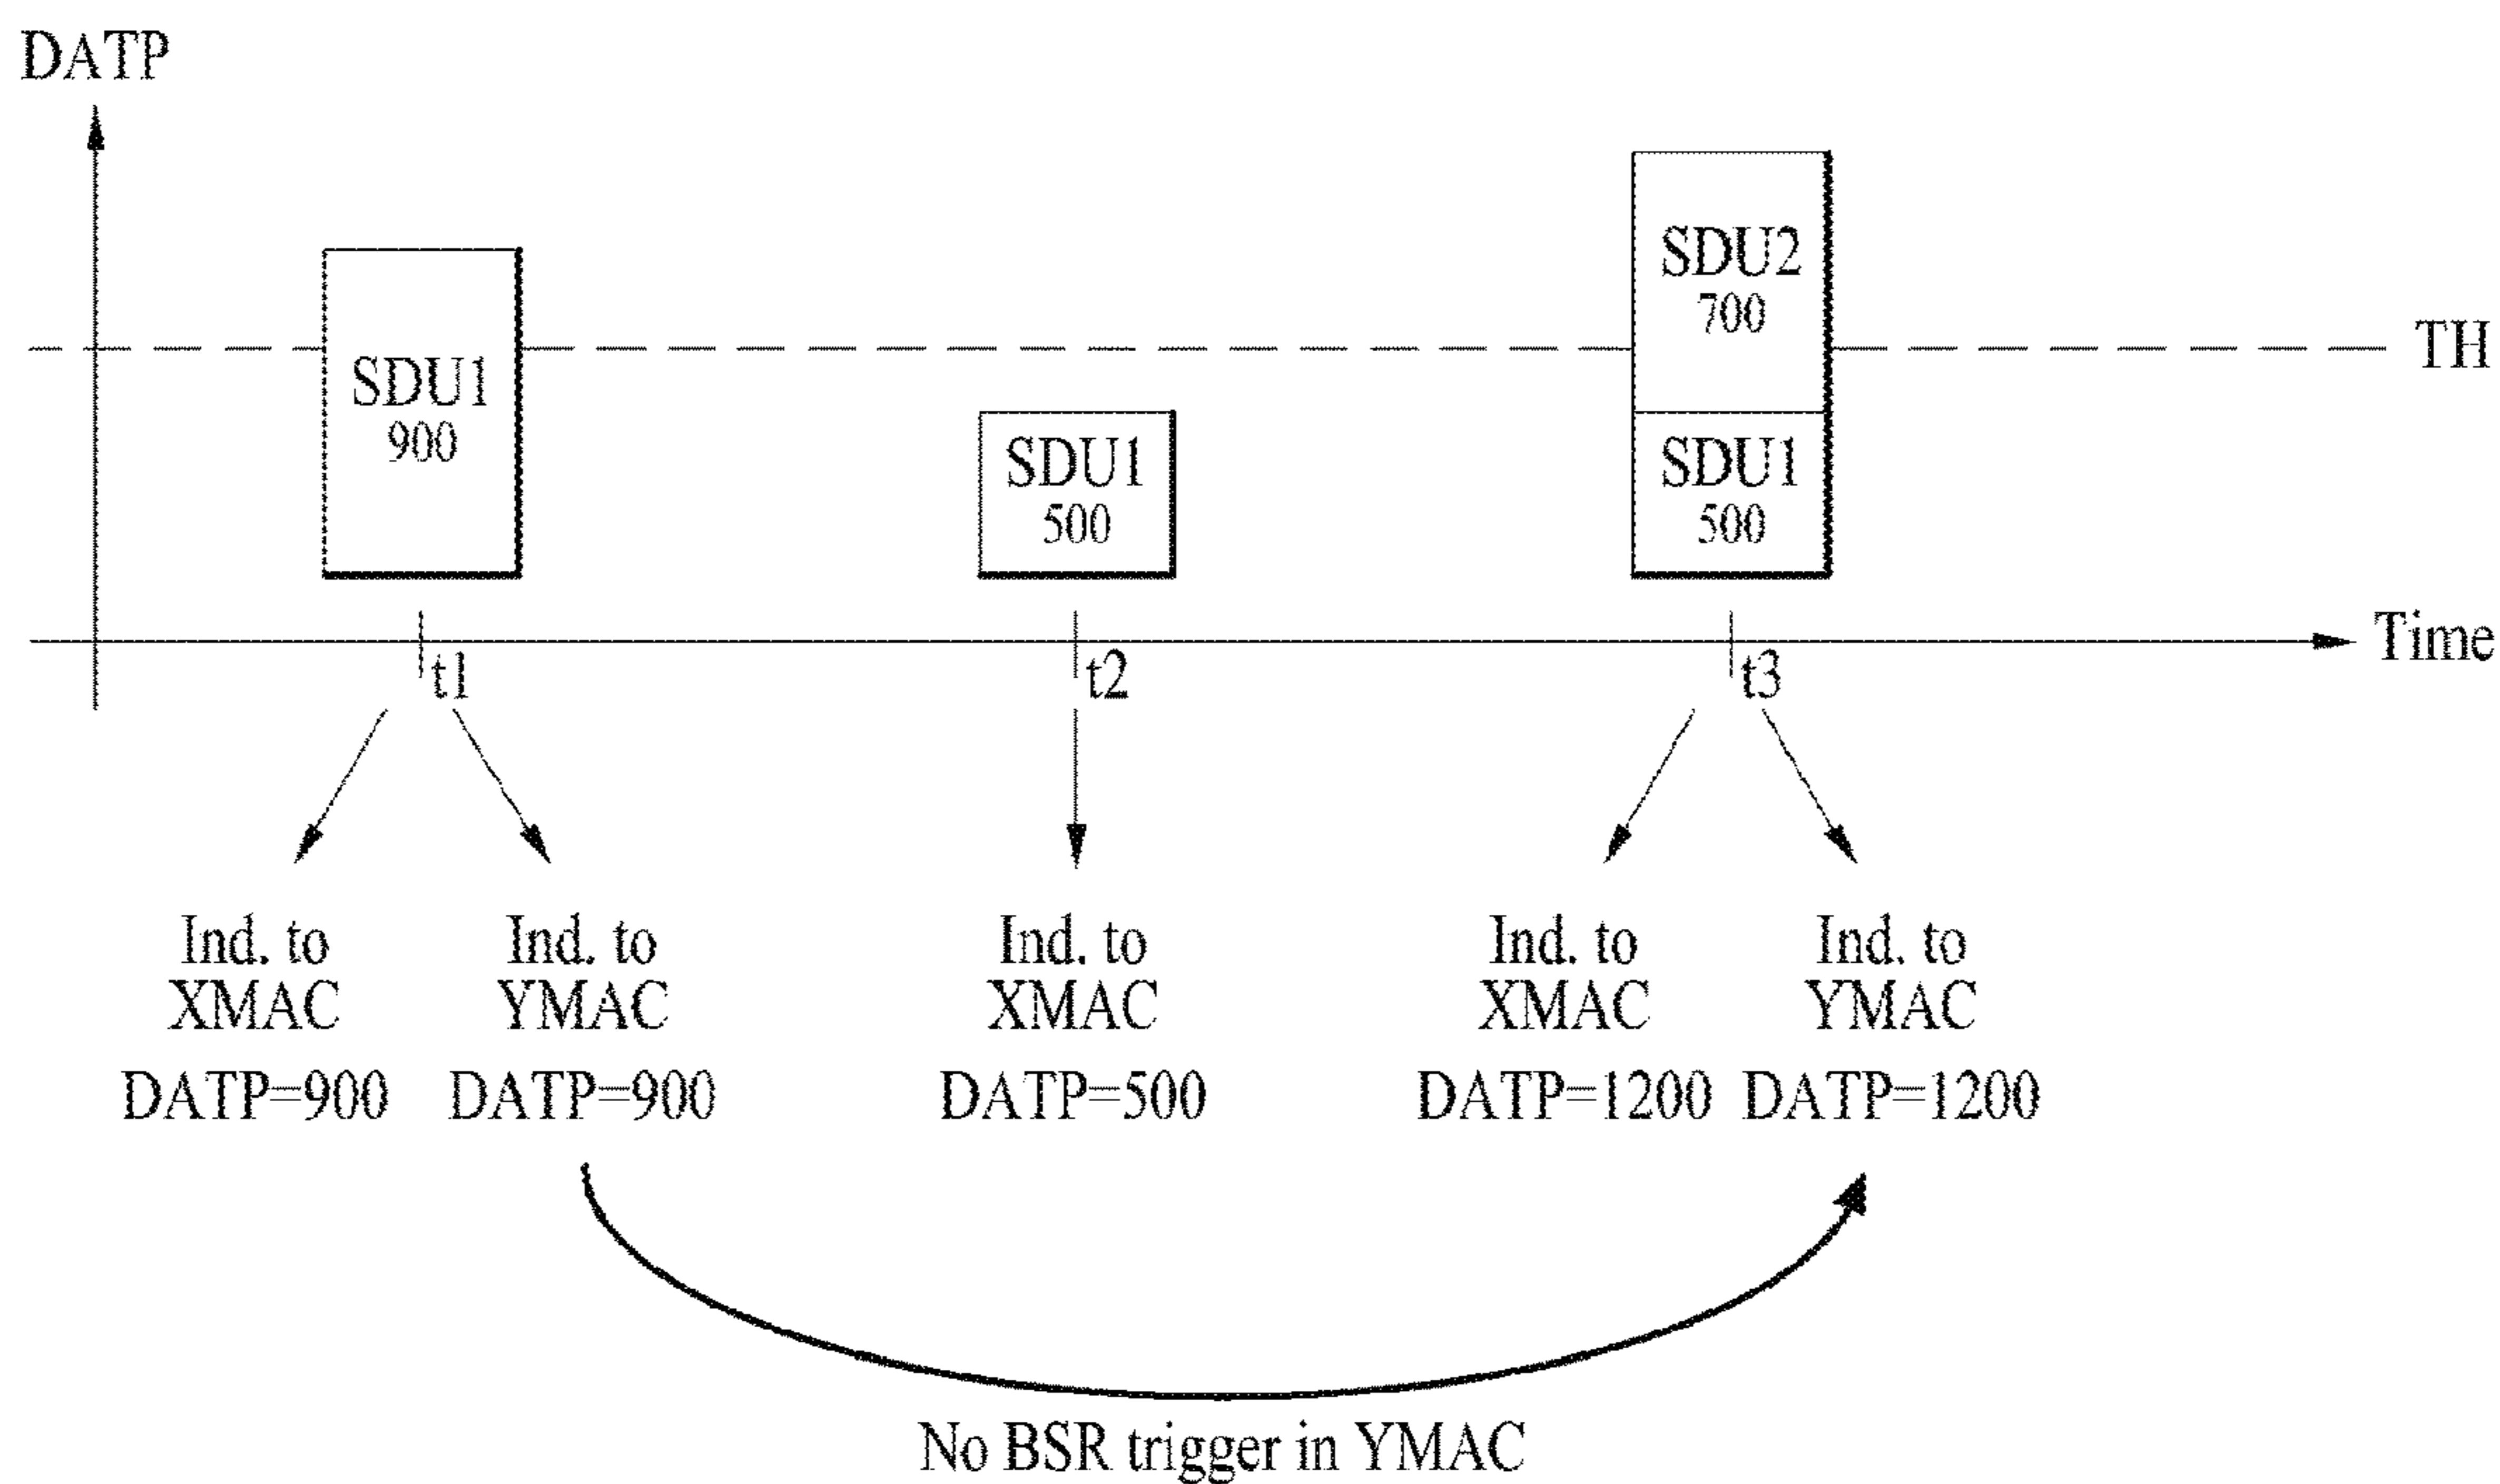 DATP
SDU1
900
SDU1
500
SDU2
700
SDU1
500
TH
Time
t1
t2
t3
Ind. to
XMAC
DATP=900
Ind. to
YMAC
DATP=900
Ind. to
XMAC
DATP=500
Ind. to
XMAC
DATP=1200
Ind. to
YMAC
DATP=1200
No BSR trigger in YMAC